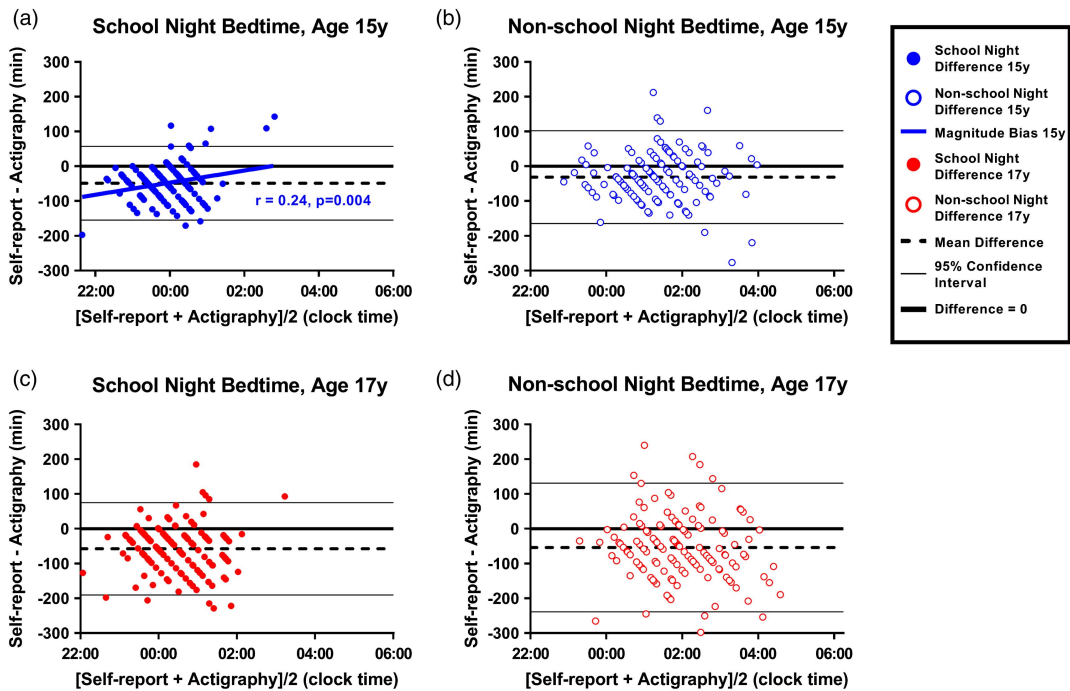 (a)
School Night Bedtime, Age 15y
Self-report - Actigraphy (min)
300
200
100
0
-100
-200
-300
r = 0.24, p=0.004
22:00 00:00 02:00 04:00 06:00
[Self-report + Actigraphy]/2 (clock time)
(b)
Non-school Night Bedtime, Age 15y
Self-report - Actigraphy (min)
300
200
100
0
-100
-200
-300
00:00 02:00 04:00 06:00
[Self-report + Actigraphy]/2 (clock time)
School Night
Difference 15y
Non-school Night
Difference 15y
Magnitude Bias 15y
School Night
Difference 17y
Non-school Night
Difference 17y
Mean Difference
95% Confidence
Interval
Difference = 0
(c)
School Night Bedtime, Age 17y
Self-report - Actigraphy (min)
300
200
100
0
-100
-200
-300
22:00 00:00 02:00 04:00 06:00
[Self-report + Actigraphy]/2 (clock time)
(d)
Non-school Night Bedtime, Age 17y
Self-report - Actigraphy (min)
300
200
100
0
-100
-200
-300
00:00 02:00 04:00 06:00
[Self-report + Actigraphy]/2 (clock time)